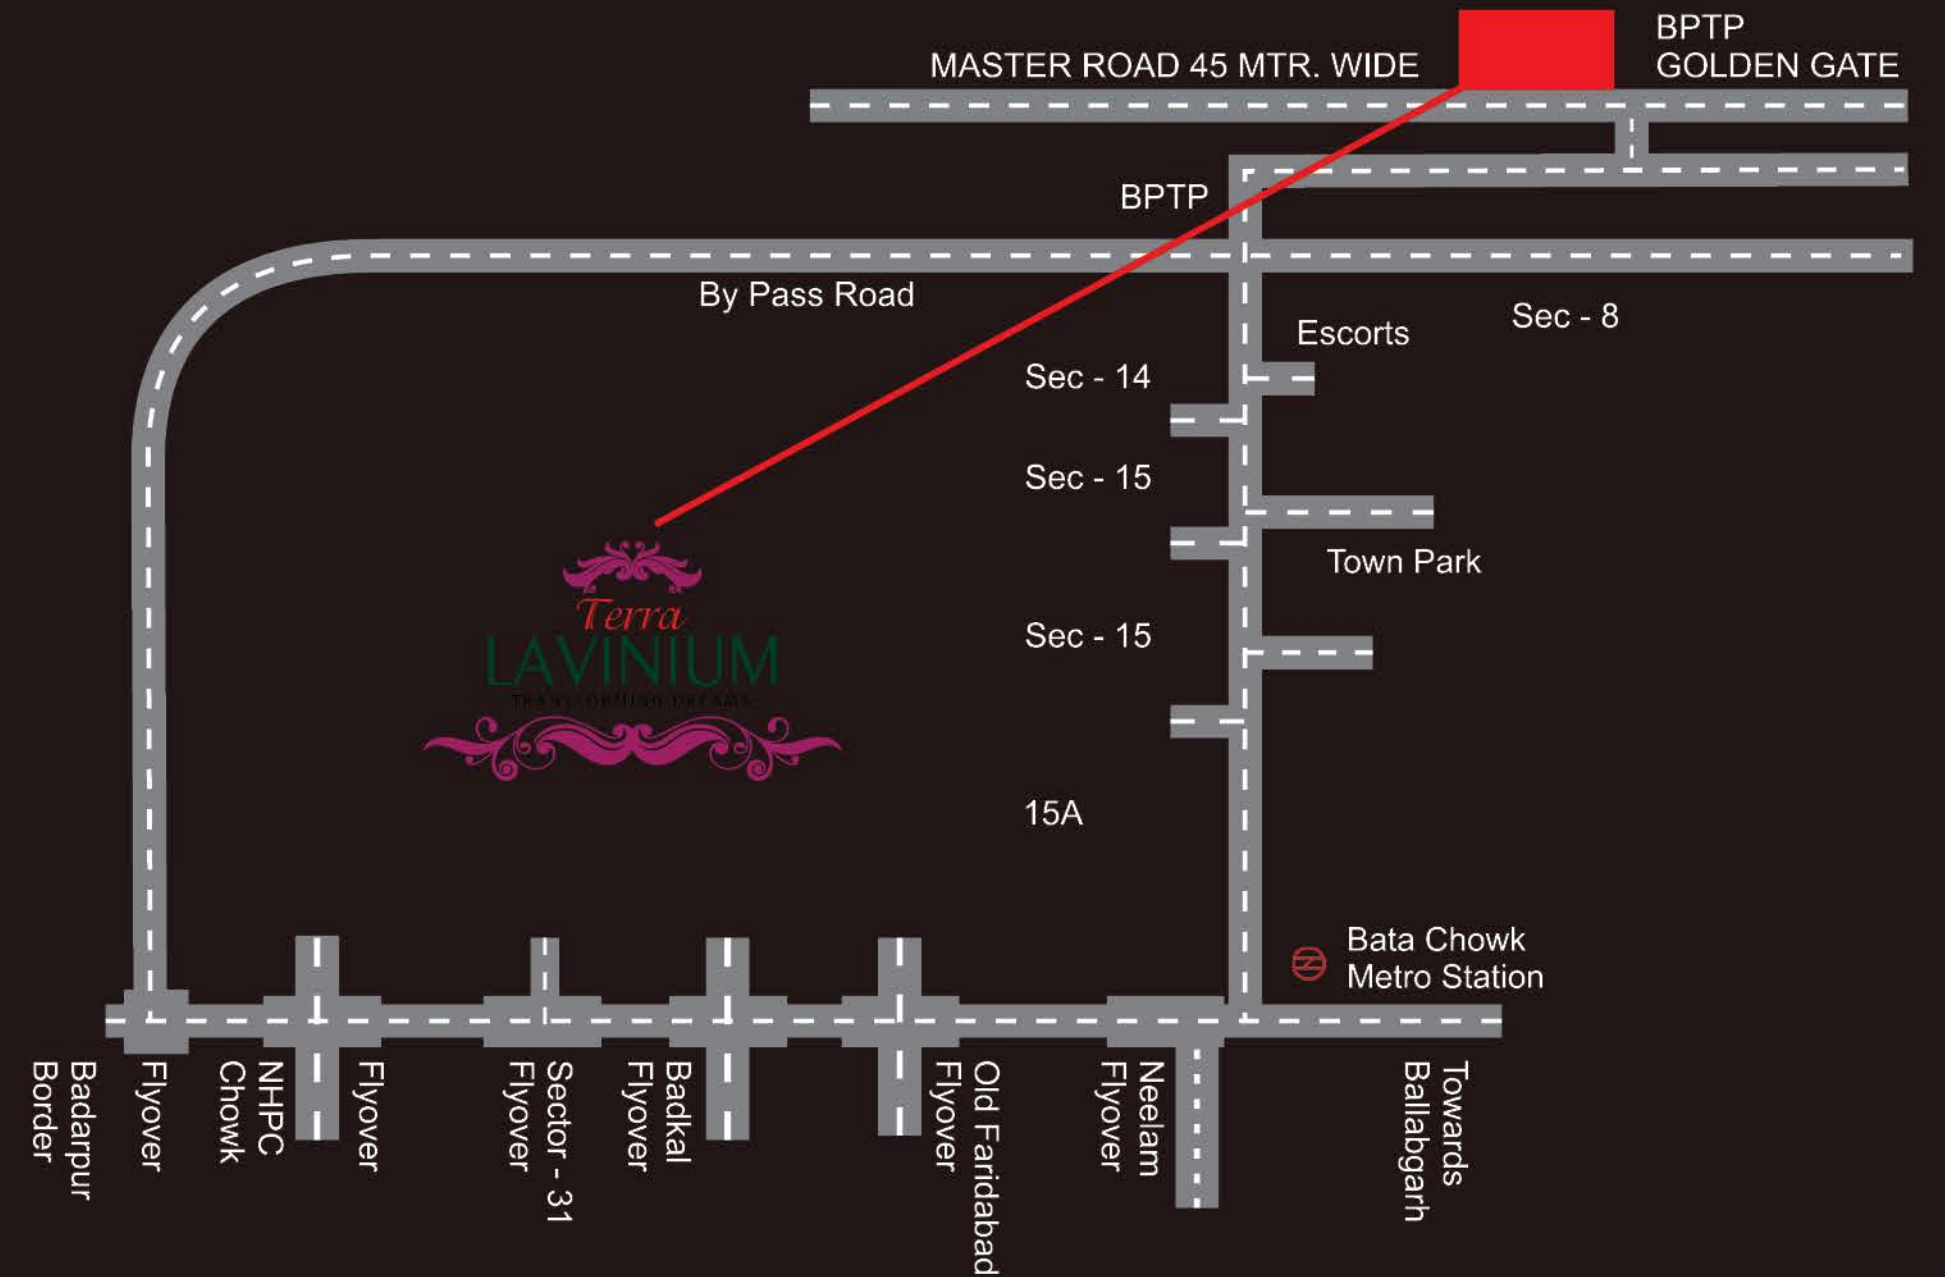 BPTP
GOLDEN GATE
MASTER ROAD 45 MTR. WIDE
BPTP
By Pass Road
Sec - 8
Escorts
Sec - 14
Sec - 15
Town Park
Terra
LAVINIUM
TRANSFORMING DREAMS
Sec - 15
15A
Bata Chowk
Metro Station
Badarpur
Border
Flyover
NHPC
Chowk
Flyover
Sector - 31
Flyover
Badkal
Flyover
Old Faridabad
Flyover
Neelam
Flyover
Towards
Ballabgarh